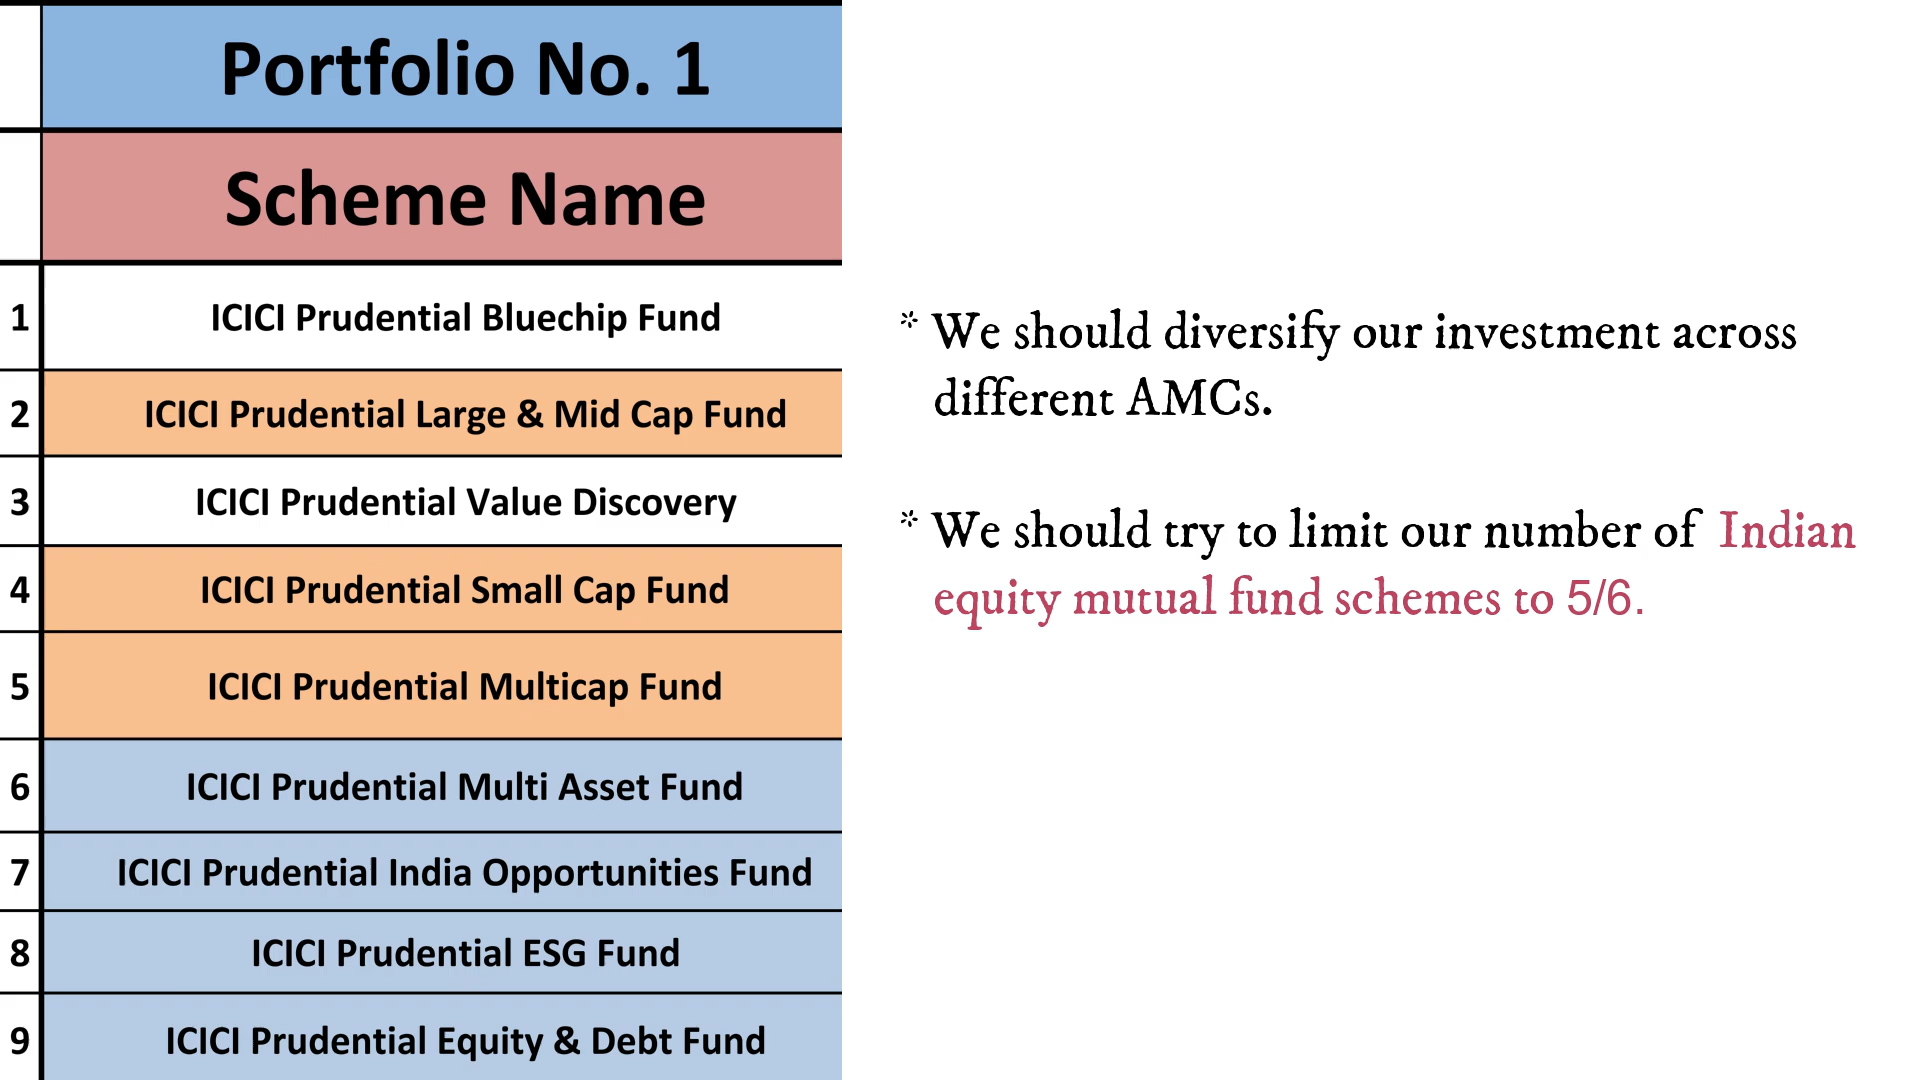 Portfolio No. 1
Scheme Name
1 ICICI Prudential Bluechip Fund
2 ICICI Prudential Large & Mid Cap Fund
3 ICICI Prudential Value Discovery
4 ICICI Prudential Small Cap Fund
5 ICICI Prudential Multicap Fund
6 ICICI Prudential Multi Asset Fund
7 ICICI Prudential India Opportunities Fund
8 ICICI Prudential ESG Fund
9 ICICI Prudential Equity & Debt Fund
* We should diversify our investment across
different AMCs.
* We should try to limit our number of Indian
equity mutual fund schemes to 5/6.